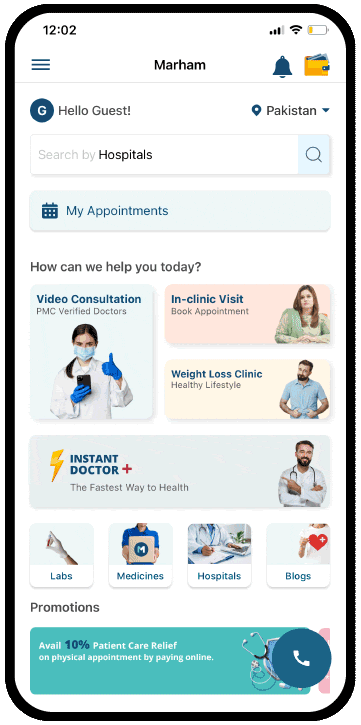 12:02
Marham
G Hello Guest!
Pakistan
Search by Hospitals
My Appointments
How can we help you today?
Video Consultation
PMC Verified Doctors
In-clinic Visit
Book Appointment
Weight Loss Clinic
Healthy Lifestyle
INSTANT
DOCTOR +
The Fastest Way to Health
M
Labs
Medicines
Hospitals
Blogs
Promotions
Avail 10% Patient Care Relief
on physical appointment by paying online.